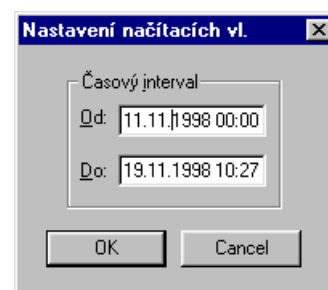 Nastavení načítacích vl.
Časový interval
Od: 11.11.1998 00:00
Do: 19.11.1998 10:27
OK Cancel